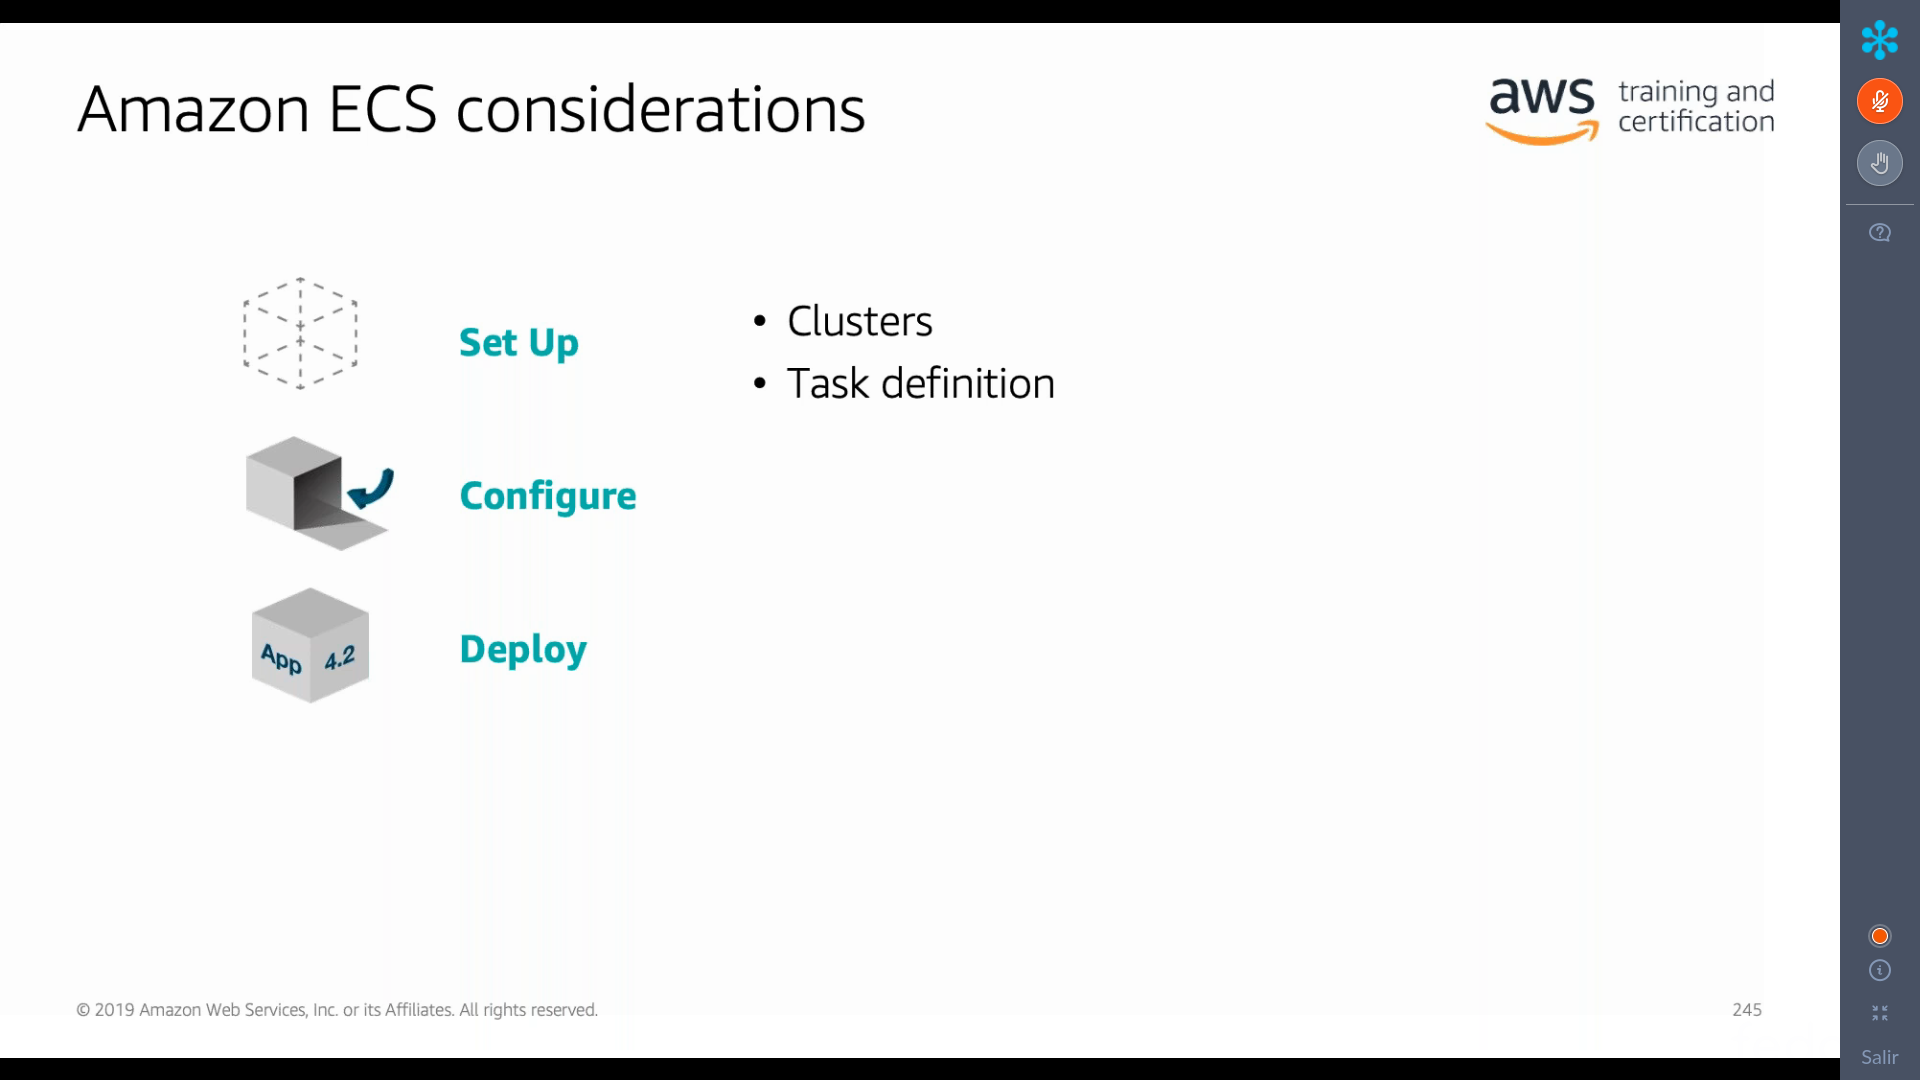 Amazon ECS considerations
aws training and
certification
Set Up
• Clusters
• Task definition
Configure
App 4.2
Deploy
© 2019 Amazon Web Services, Inc. or its Affiliates. All rights reserved.
245
Salir